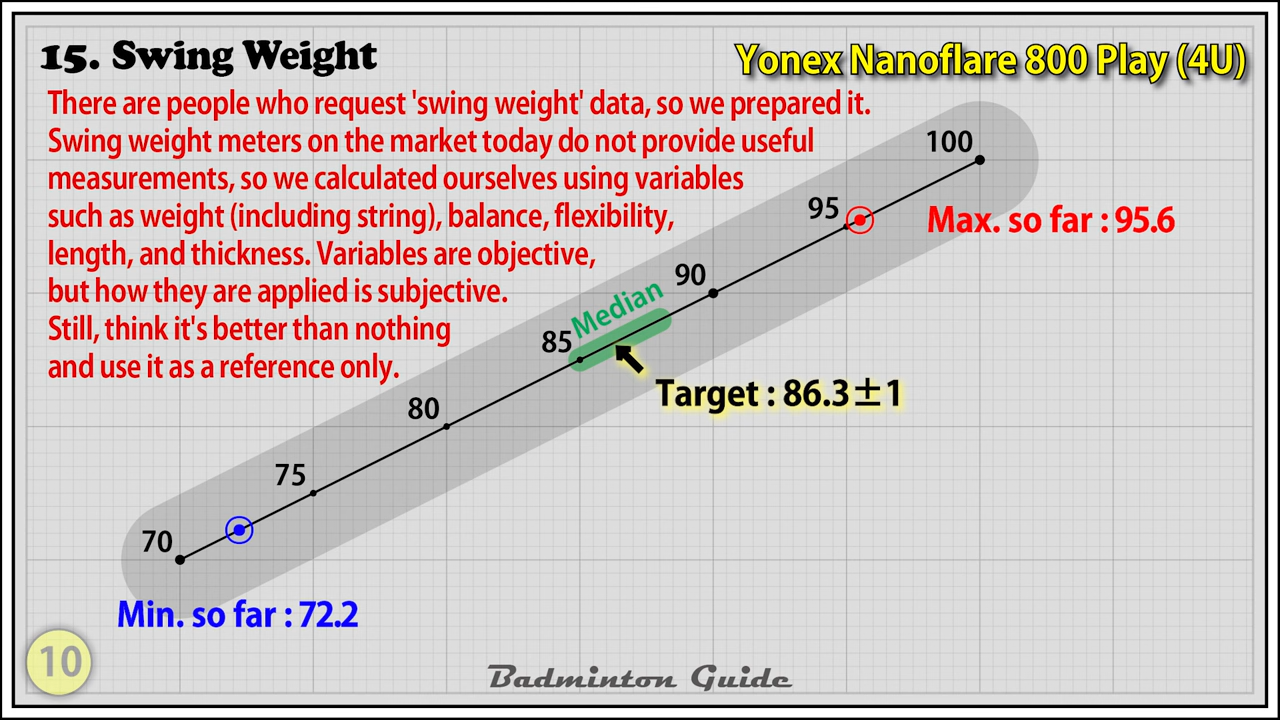 15. Swing Weight
Yonex Nanoflare 800 Play (4U)
There are people who request 'swing weight' data, so we prepared it.
Swing weight meters on the market today do not provide useful
measurements, so we calculated ourselves using variables
such as weight (including string), balance, flexibility,
length, and thickness. Variables are objective,
but how they are applied is subjective.
Still, think it's better than nothing
and use it as a reference only.
100
95
Max. so far : 95.6
90
Median
85
Target : 86.3±1
80
75
70
Min. so far : 72.2
10
Badminton Guide